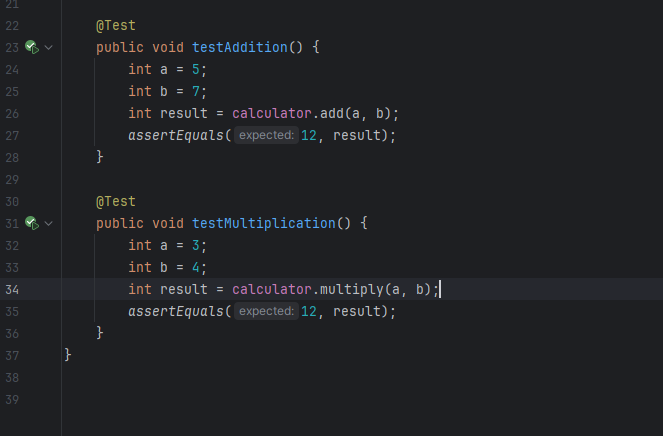 21
22 @Test
23 public void testAddition() {
24 int a = 5;
25 int b = 7;
26 int result = calculator.add(a, b);
27 assertEquals( expected: 12, result);
28 }
29
30 @Test
31 public void testMultiplication() {
32 int a = 3;
33 int b = 4;
34 int result = calculator.multiply(a, b);
35 assertEquals( expected: 12, result);
36 }
37 }
38
39